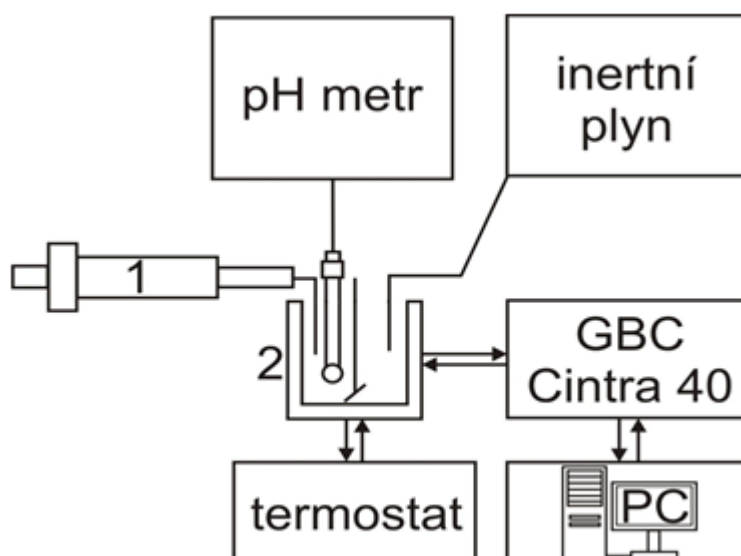 pH metr
inertní
plyn
1
2
GBC
Cintra 40
termostat
PC